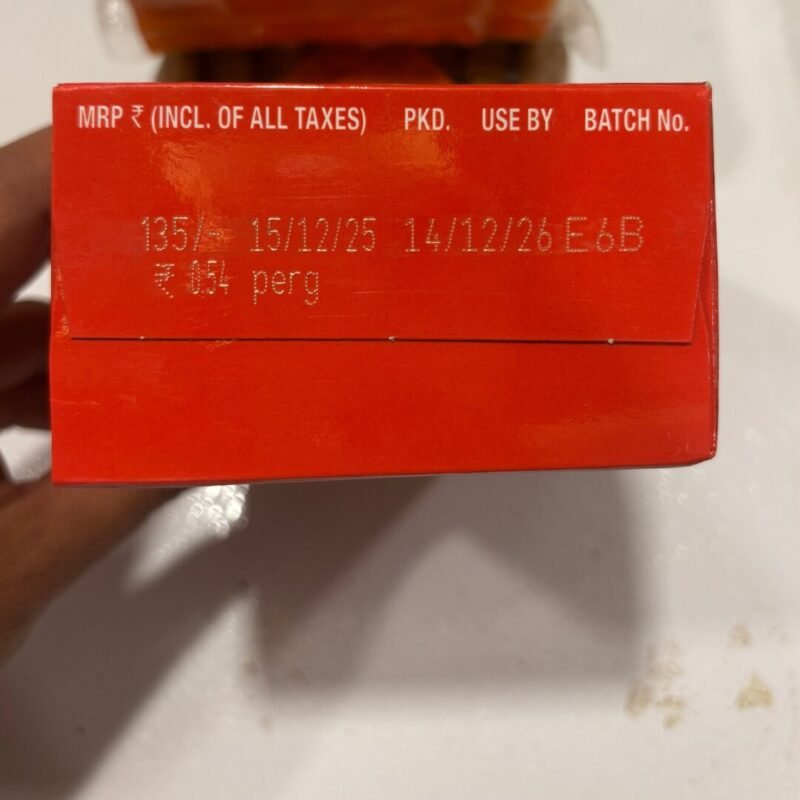 MRP ₹ (INCL. OF ALL TAXES) PKD. USE BY BATCH No.
135/- 15/12/25 14/12/26 E6B
₹ 0.54 perg